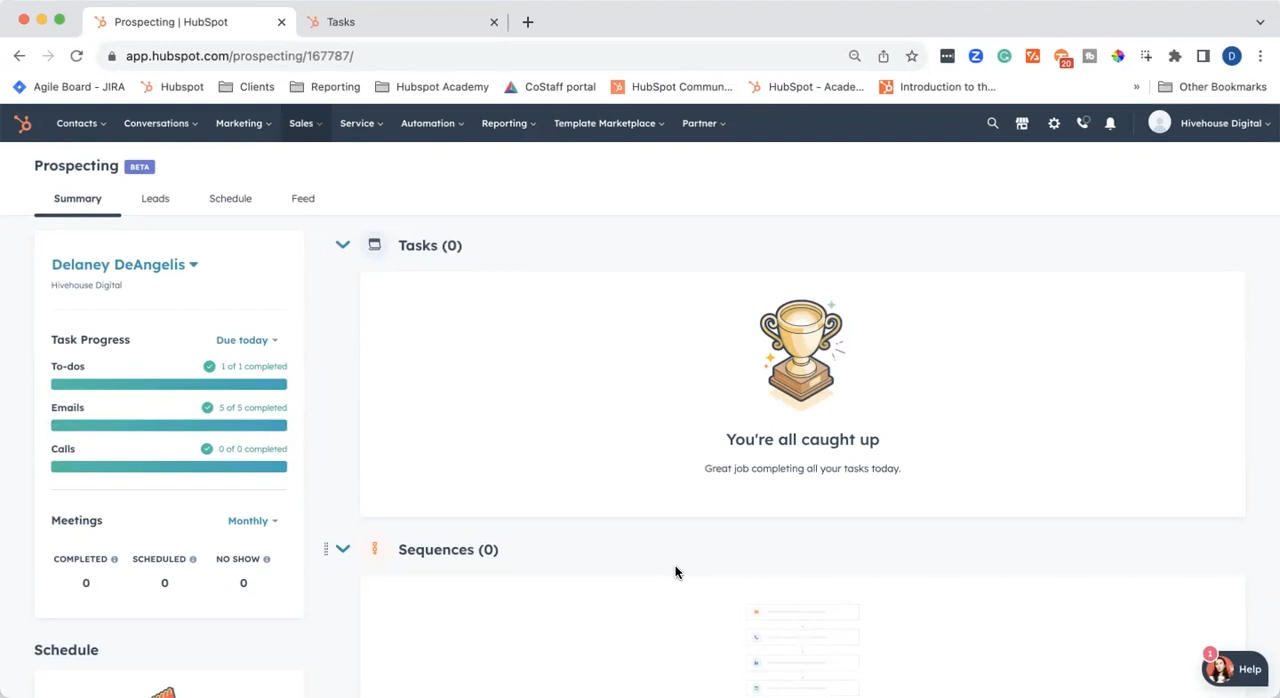 Prospecting | HubSpot
Tasks
app.hubspot.com/prospecting/167787/
20
D
Agile Board - JIRA
Hubspot
Clients
Reporting
Hubspot Academy
CoStaff portal
HubSpot Commun...
HubSpot - Acade...
Introduction to th...
»
Other Bookmarks
Contacts
Conversations
Marketing
Sales
Service
Automation
Reporting
Template Marketplace
Partner
Hivehouse Digital
Prospecting BETA
Summary
Leads
Schedule
Feed
Delaney DeAngelis
Hivehouse Digital
Task Progress
Due today
To-dos
1 of 1 completed
Emails
5 of 5 completed
Calls
0 of 0 completed
Meetings
Monthly
COMPLETED
SCHEDULED
NO SHOW
0
0
0
Schedule
Tasks (0)
You're all caught up
Great job completing all your tasks today.
Sequences (0)
1
Help